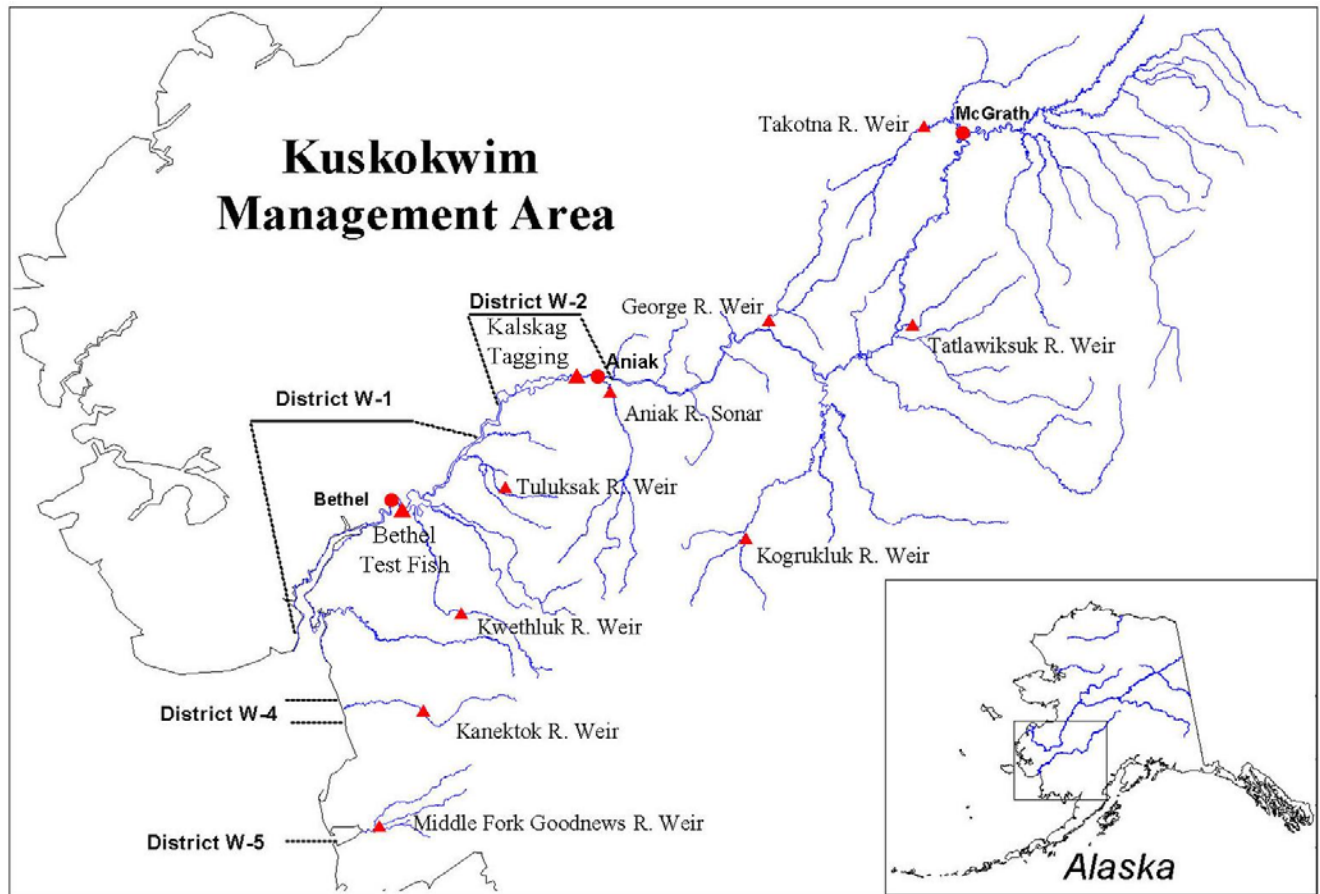 Kuskokwim
Management Area
McGrath
Takotna R. Weir
District W-2
Kalskag
Tagging
George R. Weir
Aniak
Tatlawiksuk R. Weir
District W-1
Aniak R. Sonar
Bethel
Tuluksak R. Weir
Bethel
Test Fish
Kogrukluk R. Weir
Kwethluk R. Weir
District W-4
Kanektok R. Weir
Middle Fork Goodnews R. Weir
District W-5
Alaska